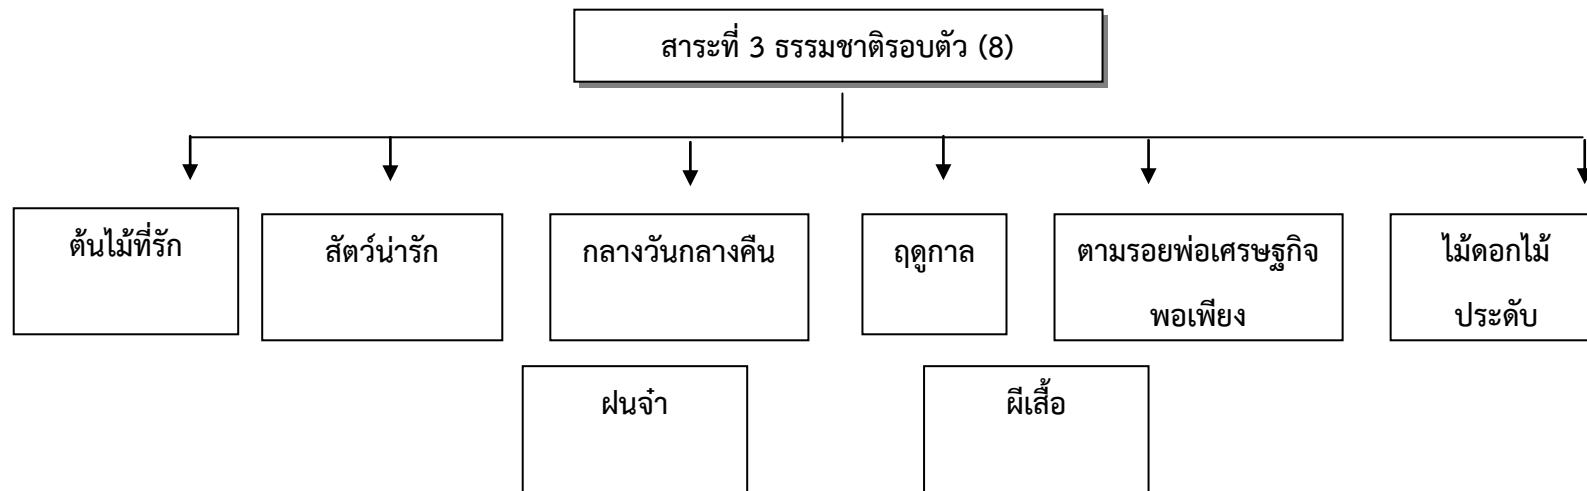 สาระที่ 3 ธรรมชาติรอบตัว (8)
ต้นไม้ที่รัก
สัตว์น่ารัก
กลางวันกลางคืน
ฤดูกาล
ตามรอยพ่อเศรษฐกิจ
พอเพียง
ไม้ดอกไม้
ประดับ
ฝนจ๋า
ผีเสื้อ